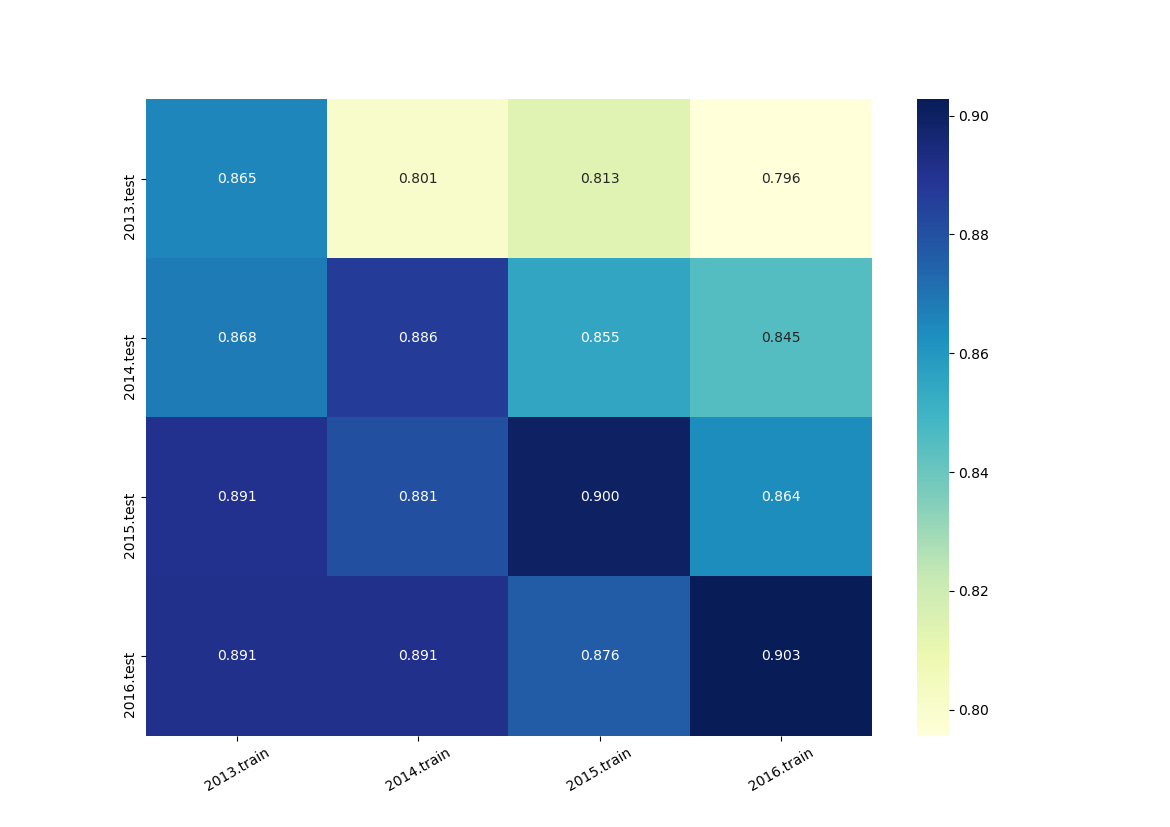 2013.test 0.865 0.801 0.813 0.796
2014.test 0.868 0.886 0.855 0.845
2015.test 0.891 0.881 0.900 0.864
2016.test 0.891 0.891 0.876 0.903
2013.train 2014.train 2015.train 2016.train
0.90
0.88
0.86
0.84
0.82
0.80